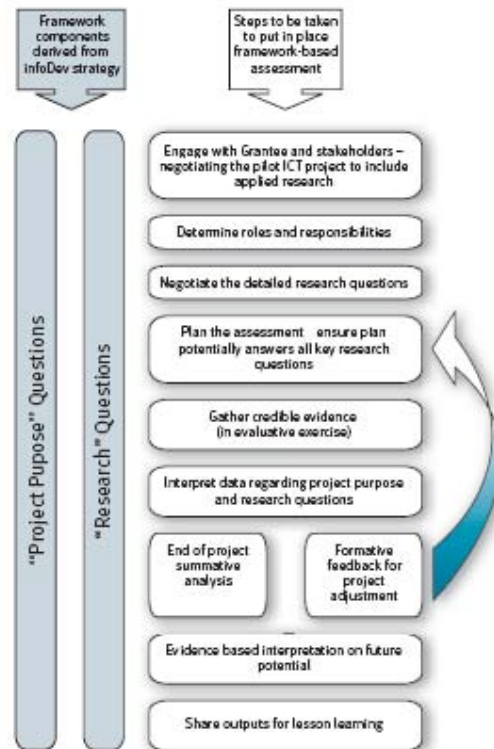 Framework
components
derived from
infoDev strategy
Steps to be taken
to put in place
framework-based
assessment
"Project Pupose" Questions
"Research" Questions
Engage with Grantee and stakeholders –
negotiating the pilot ICT project to include
applied research
Determine roles and responsibilities
Negotiate the detailed research questions
Plan the assessment ensure plan
potentially answers all key research
questions
Gather credible evidence
(in evaluative exercise)
Interpret data regarding project purpose
and research questions
End of project
summative
analysis
Formative
feedback for
project
adjustment
Evidence based interpretation on future
potential
Share outputs for lesson learning